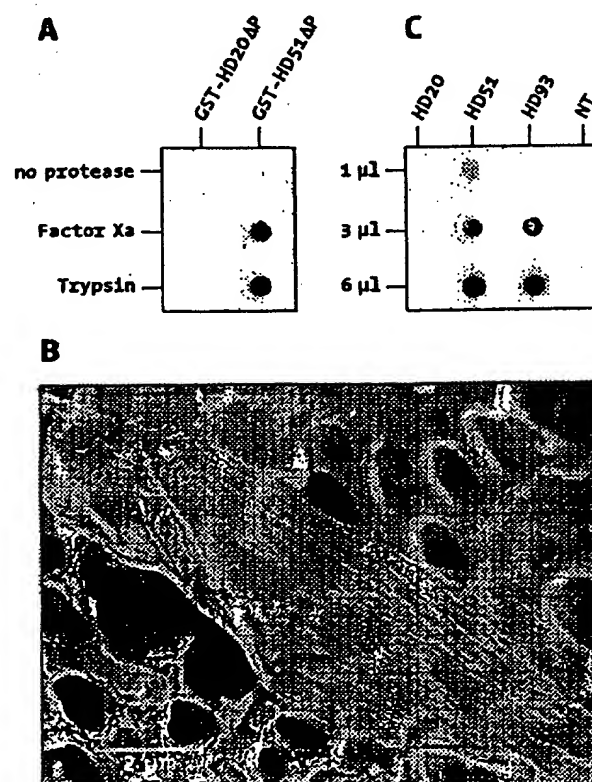 A
GST-HD20ΔP
GST-HD51ΔP
no protease
Factor Xa
Trypsin
C
HD20
HD51
HD93
NT
1 µl
3 µl
6 µl
B
2 µm